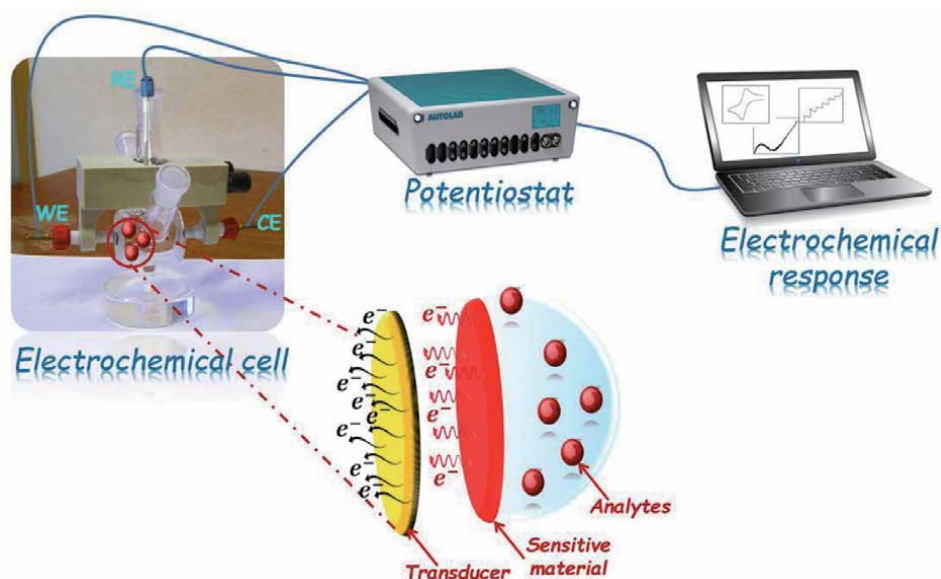 RE
WE
CE
AUTOLAB
Potentiostat
Electrochemical
response
Electrochemical cell
e⁻
e⁻
e⁻
e⁻
e⁻
e⁻
e⁻
e⁻
e⁻
e⁻
e⁻
e⁻
e⁻
Analytes
Sensitive
material
Transducer